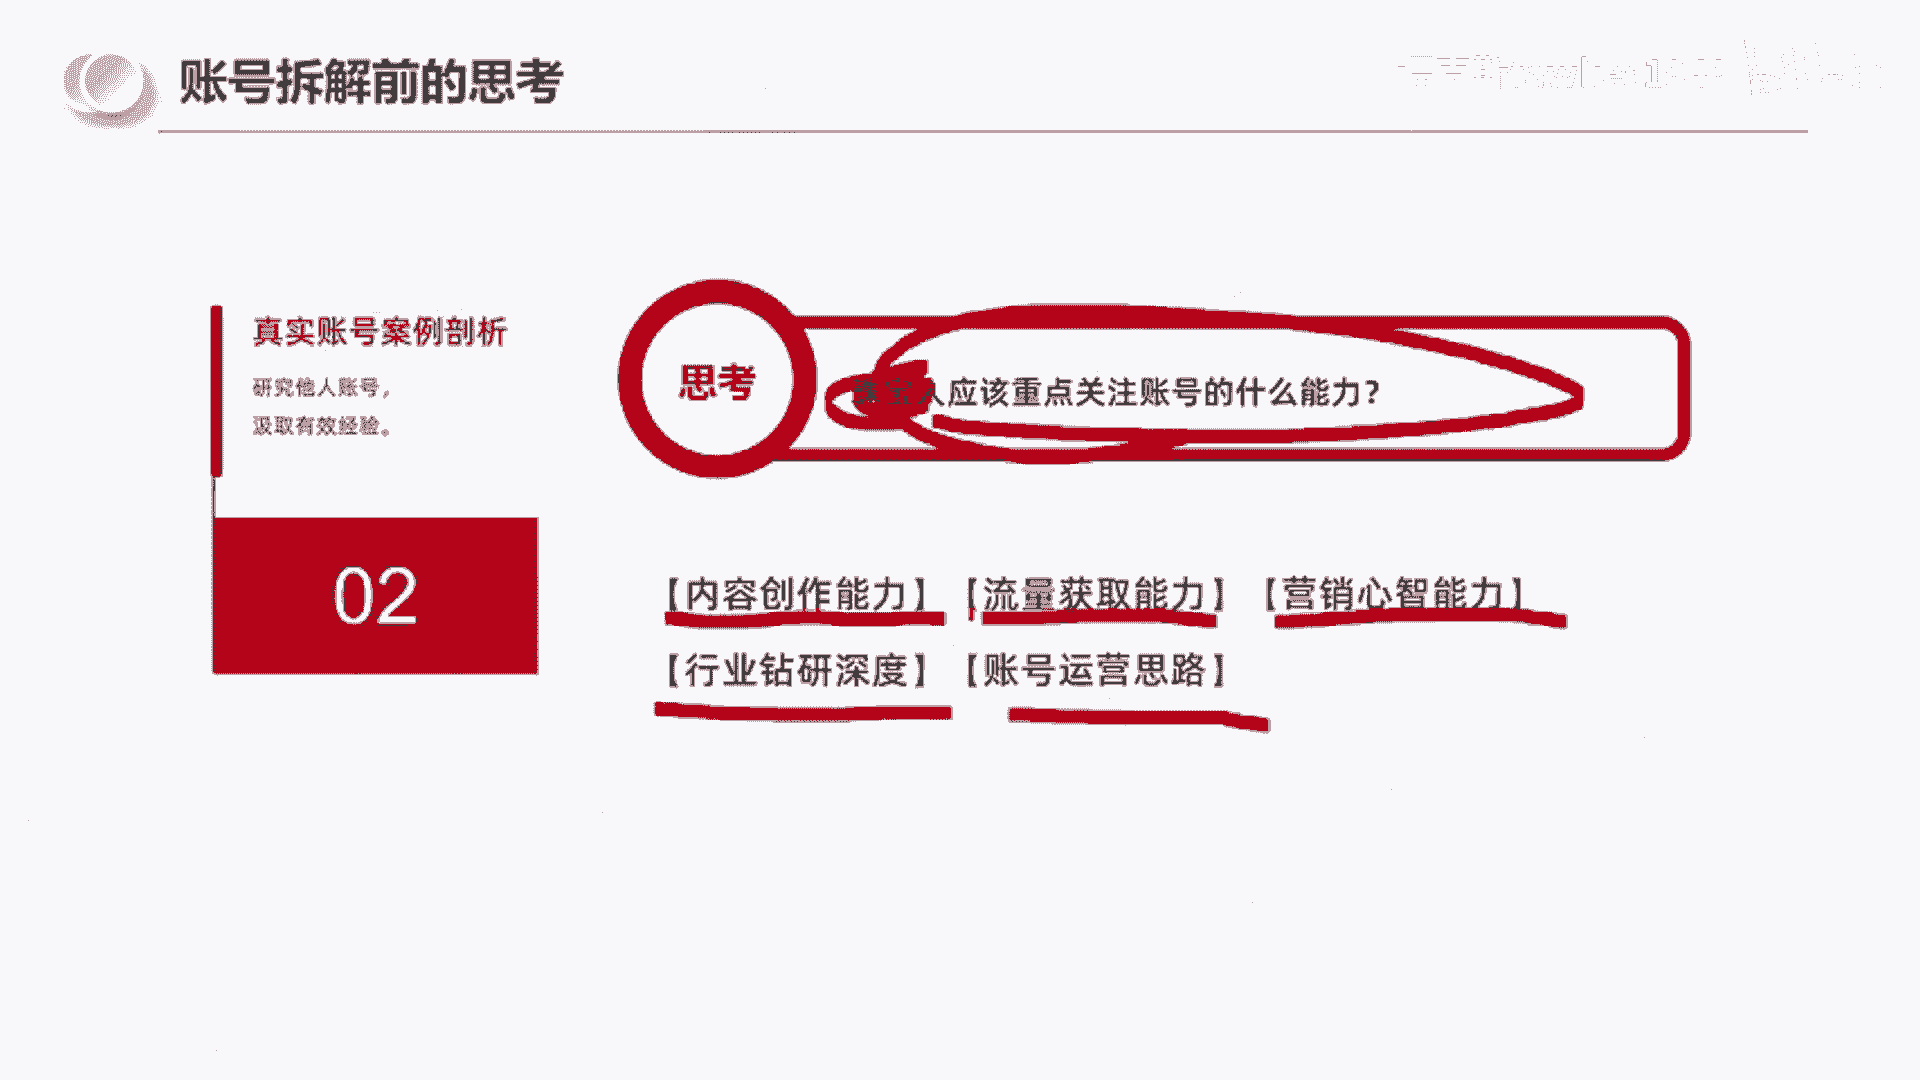 账号拆解前的思考
真实账号案例剖析
研究他人账号，
汲取有效经验。
02
思考
人应该重点关注账号的什么能力？
【内容创作能力】【流量获取能力】【营销心智能力】
【行业钻研深度】【账号运营思路】